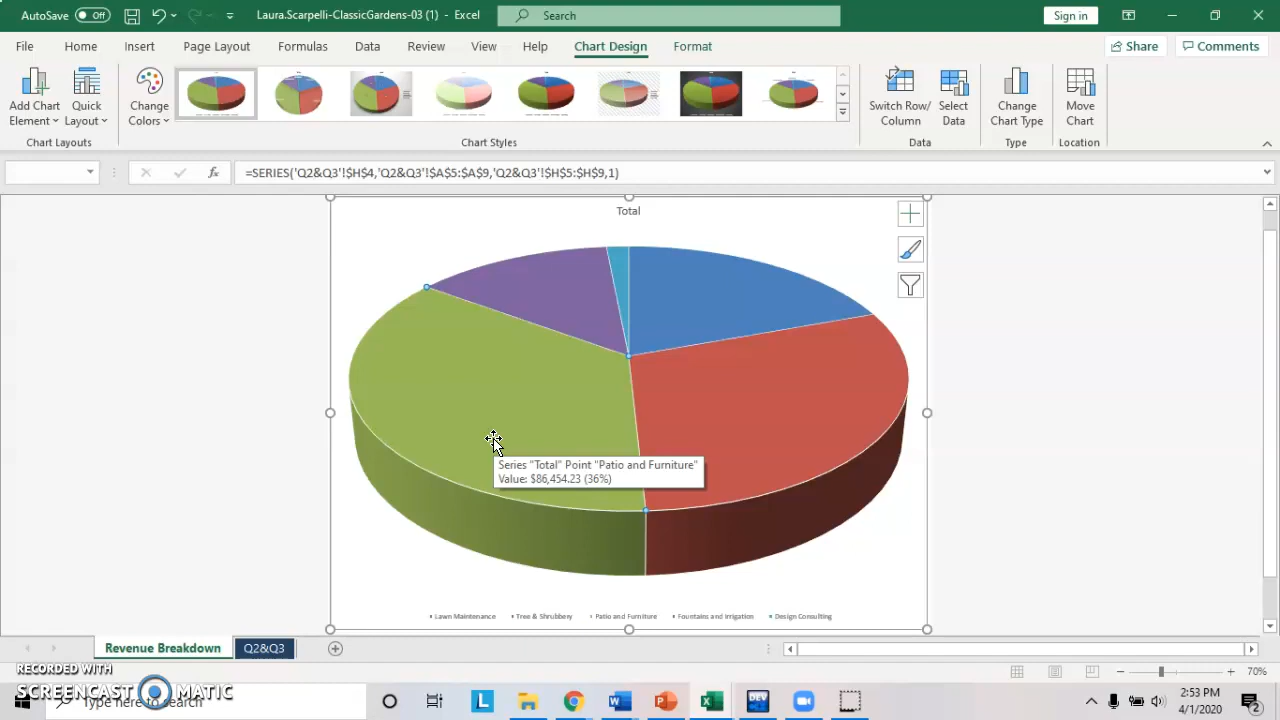 AutoSave Off Laura.Scarpelli-ClassicGardens-03 (1) - Excel Search Sign in
File Home Insert Page Layout Formulas Data Review View Help Chart Design Format Share Comments
Add Chart Element Quick Layout Change Colors Switch Row/ Column Select Data Change Chart Type Move Chart
Chart Layouts Chart Styles Data Type Location
fx =SERIES('Q2&Q3'!$H$4,'Q2&Q3'!$A$5:$A$9,'Q2&Q3'!$H$5:$H$9,1)
Total
Series "Total" Point "Patio and Furniture"
Value: $86,454.23 (36%)
Lawn Maintenance Tree & Shrubbery Patio and Furniture Fountains and Irrigation Design Consulting
Revenue Breakdown Q2&Q3
RECORDED WITH
70%
SCREENCAST MATIC
Type here to search
L W P X DEV
2:53 PM
4/1/2020
2